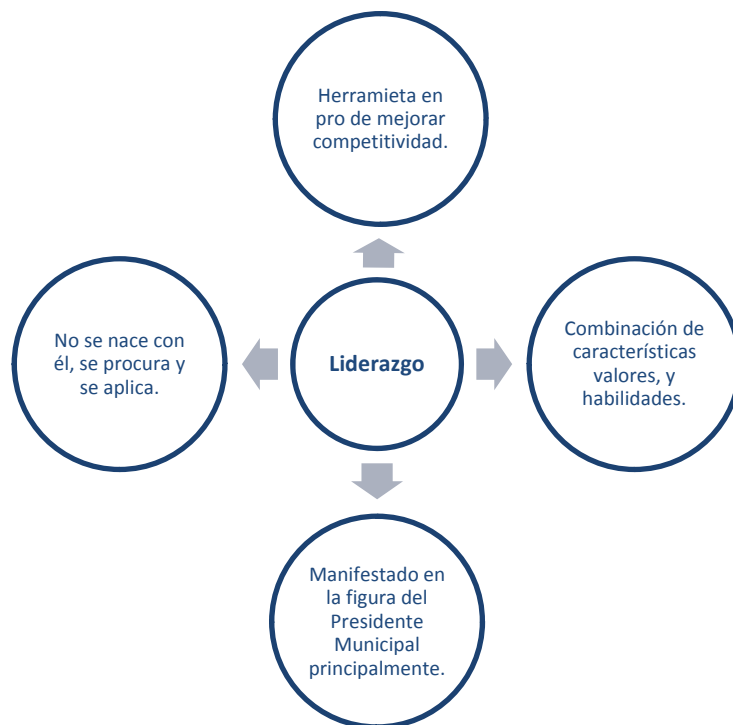 Herramieta en
pro de mejorar
competitividad.
No se nace con
él, se procura y
se aplica.
Liderazgo
Combinación de
características
valores, y
habilidades.
Manifestado en
la figura del
Presidente
Municipal
principalmente.